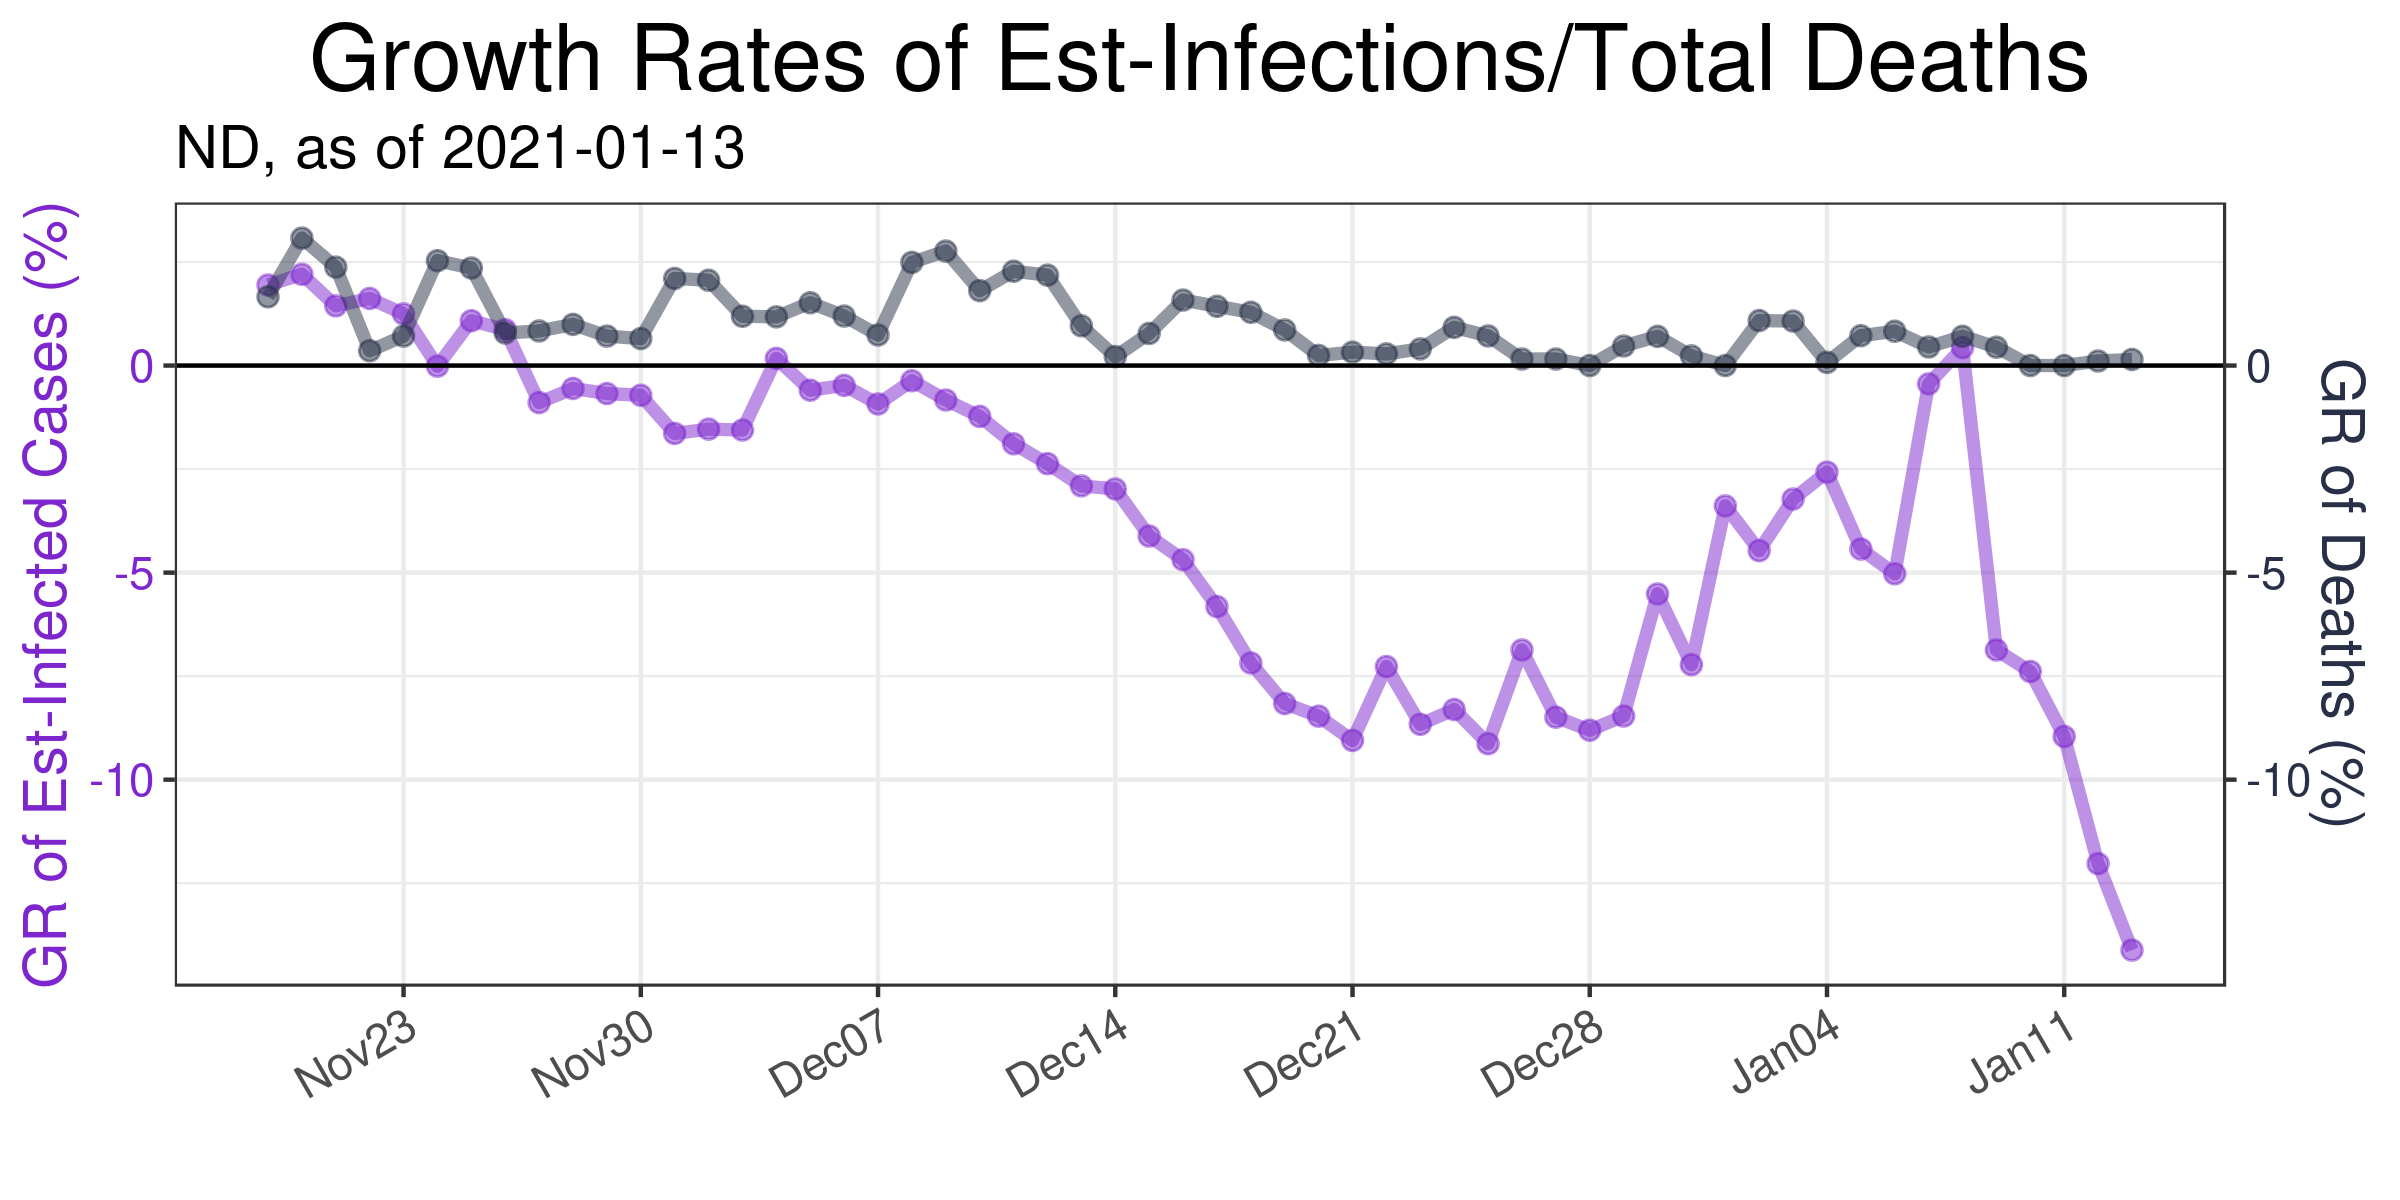 Growth Rates of Est-Infections/Total Deaths
ND, as of 2021-01-13
GR of Est-Infected Cases (%)
0
-5
-10
0
-5
-10
GR of Deaths (%)
Nov23
Nov30
Dec07
Dec14
Dec21
Dec28
Jan04
Jan11